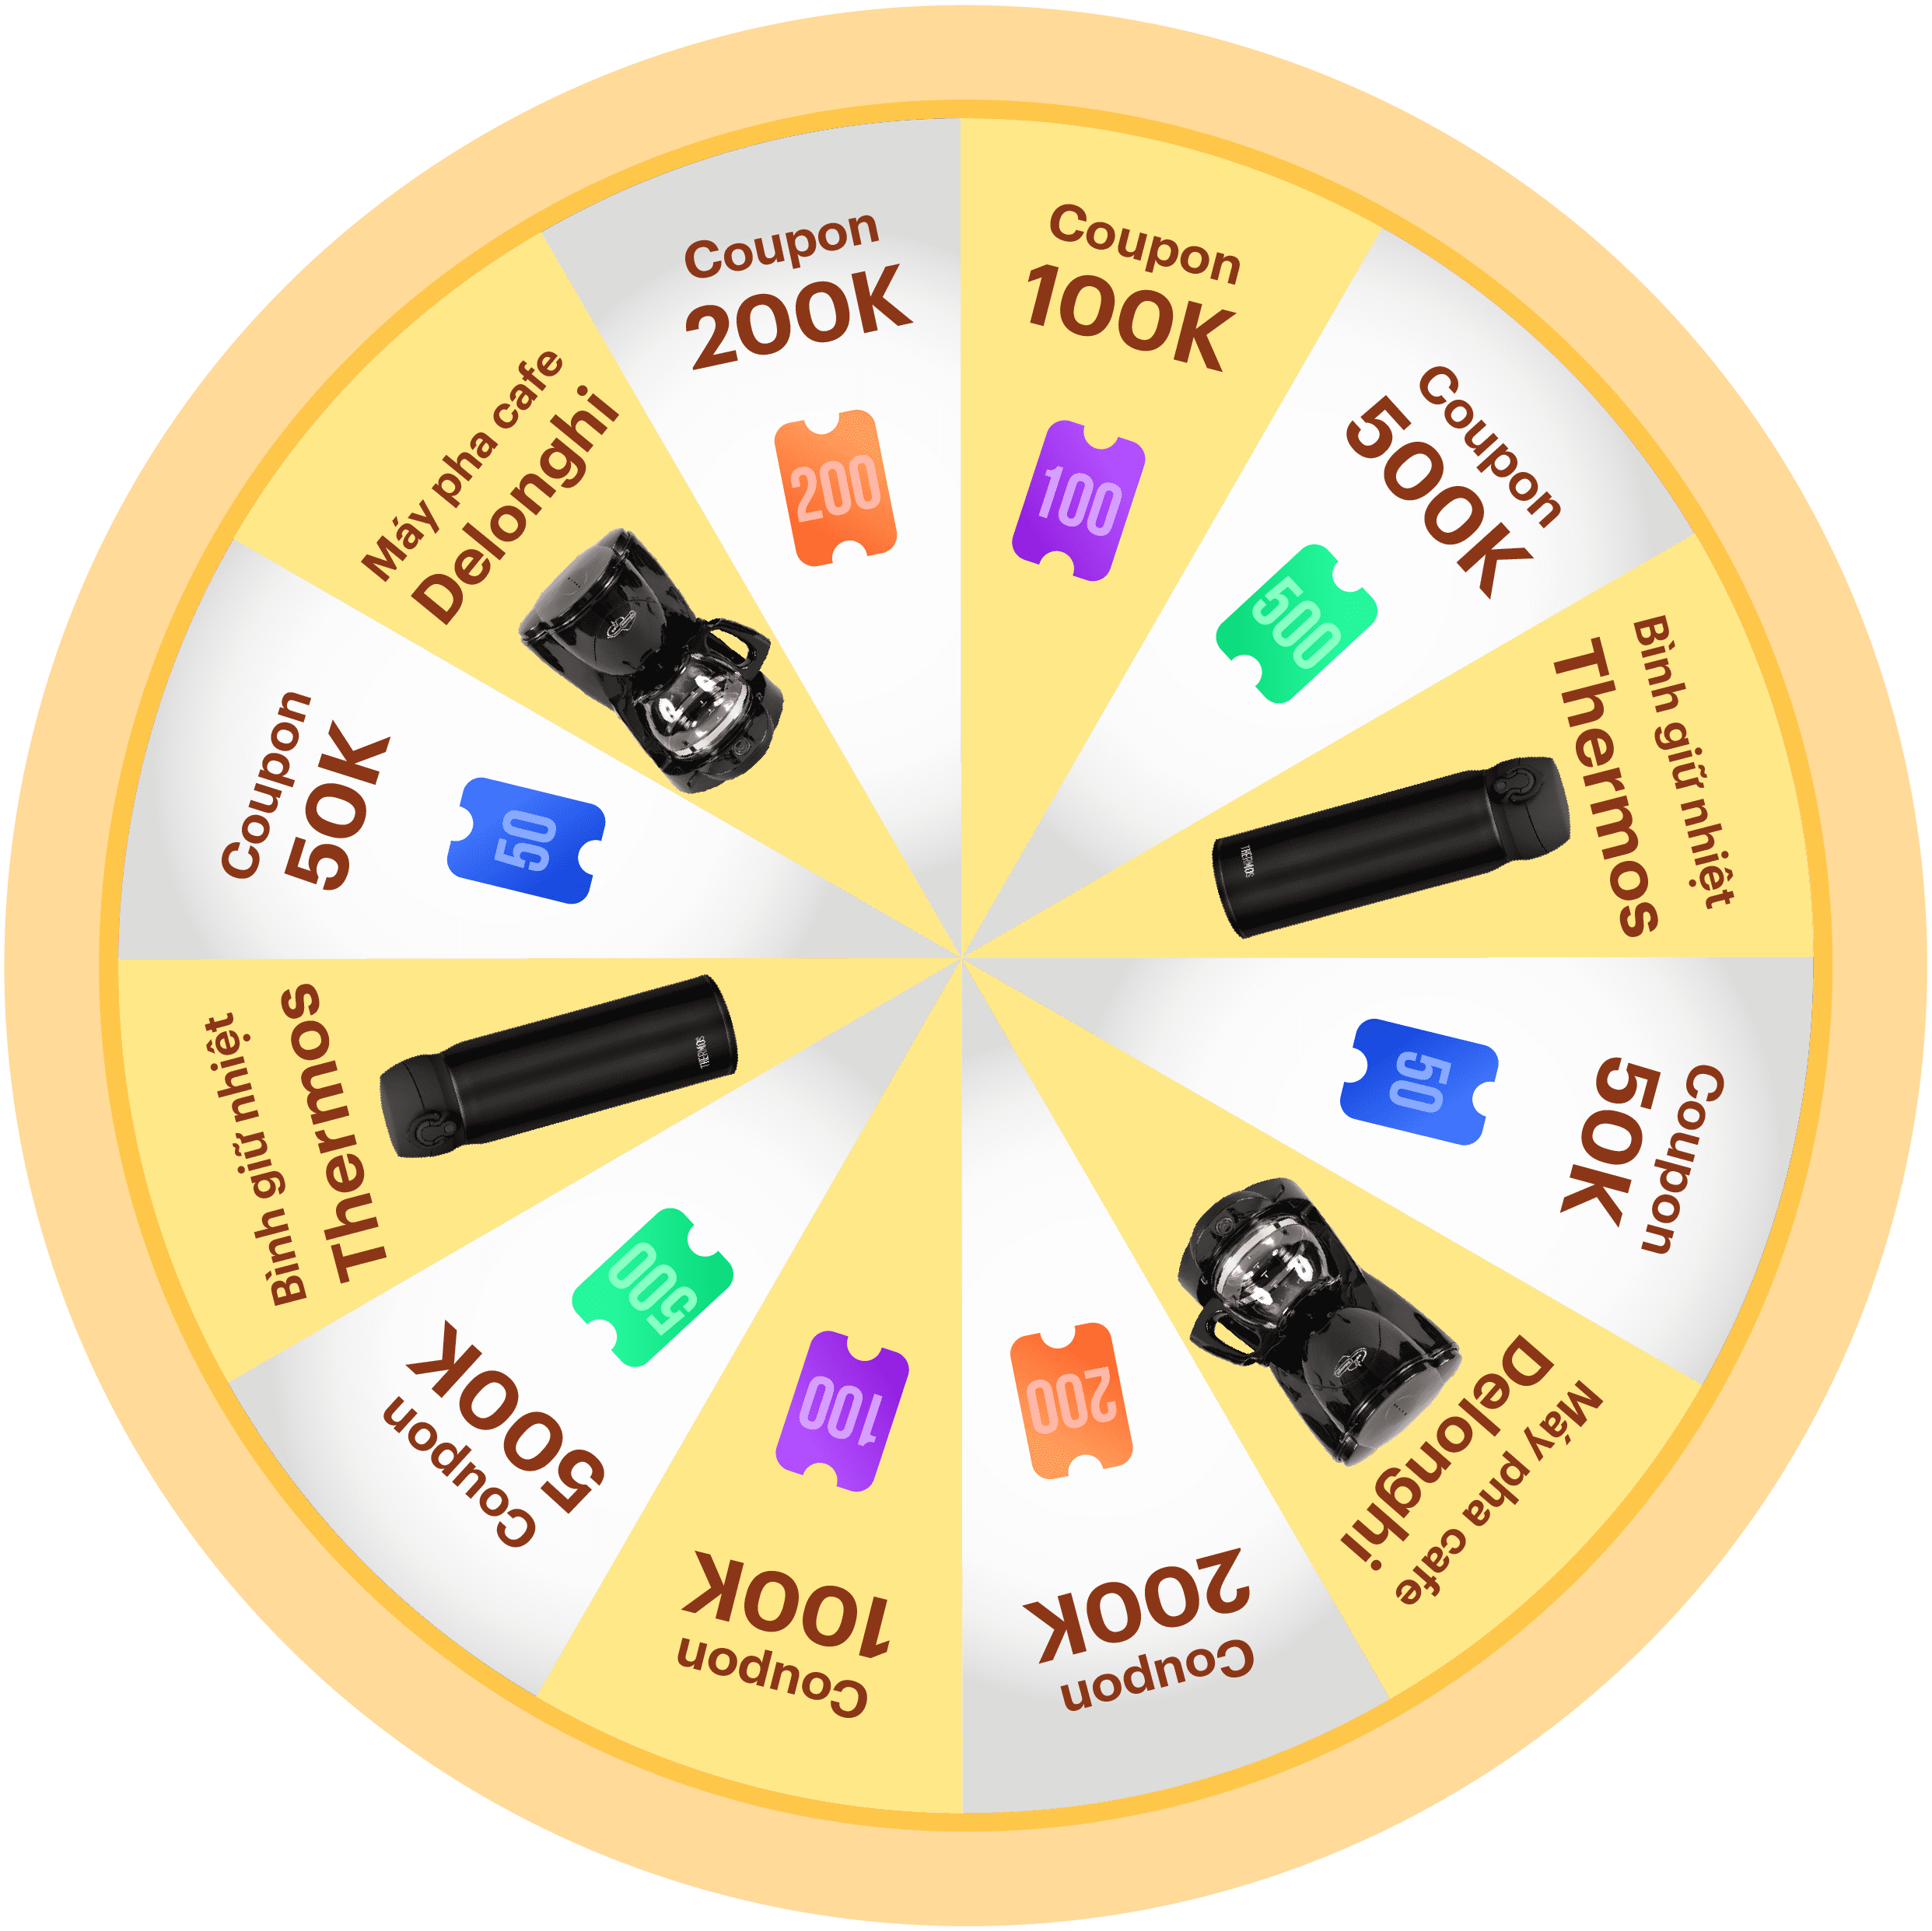 Coupon
100K
100
Coupon
500K
500
Bình giữ nhiệt
Thermos
THERMOS
Coupon
50K
50
Máy pha cafe
Delonghi
Coupon
200K
200
Coupon
100K
100
Coupon
500K
500
Bình giữ nhiệt
Thermos
THERMOS
Coupon
50K
50
Máy pha cafe
Delonghi
Coupon
200K
200